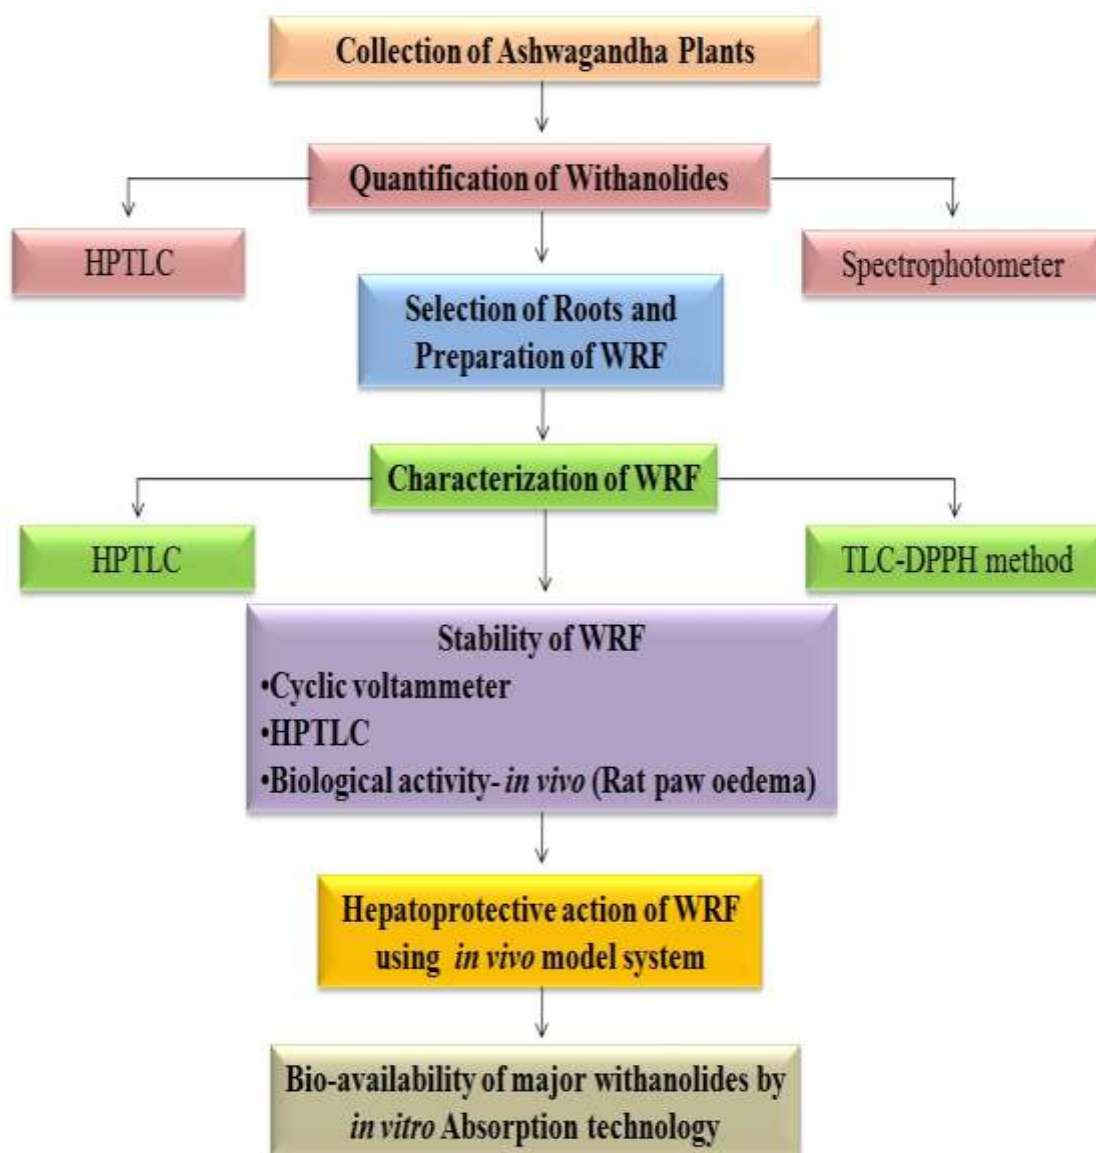 Collection of Ashwagandha Plants
Quantification of Withanolides
HPTLC
Spectrophotometer
Selection of Roots and
Preparation of WRF
Characterization of WRF
HPTLC
TLC-DPPH method
Stability of WRF
•Cyclic voltammeter
•HPTLC
•Biological activity- in vivo (Rat paw oedema)
Hepatoprotective action of WRF
using in vivo model system
Bio-availability of major withanolides by
in vitro Absorption technology